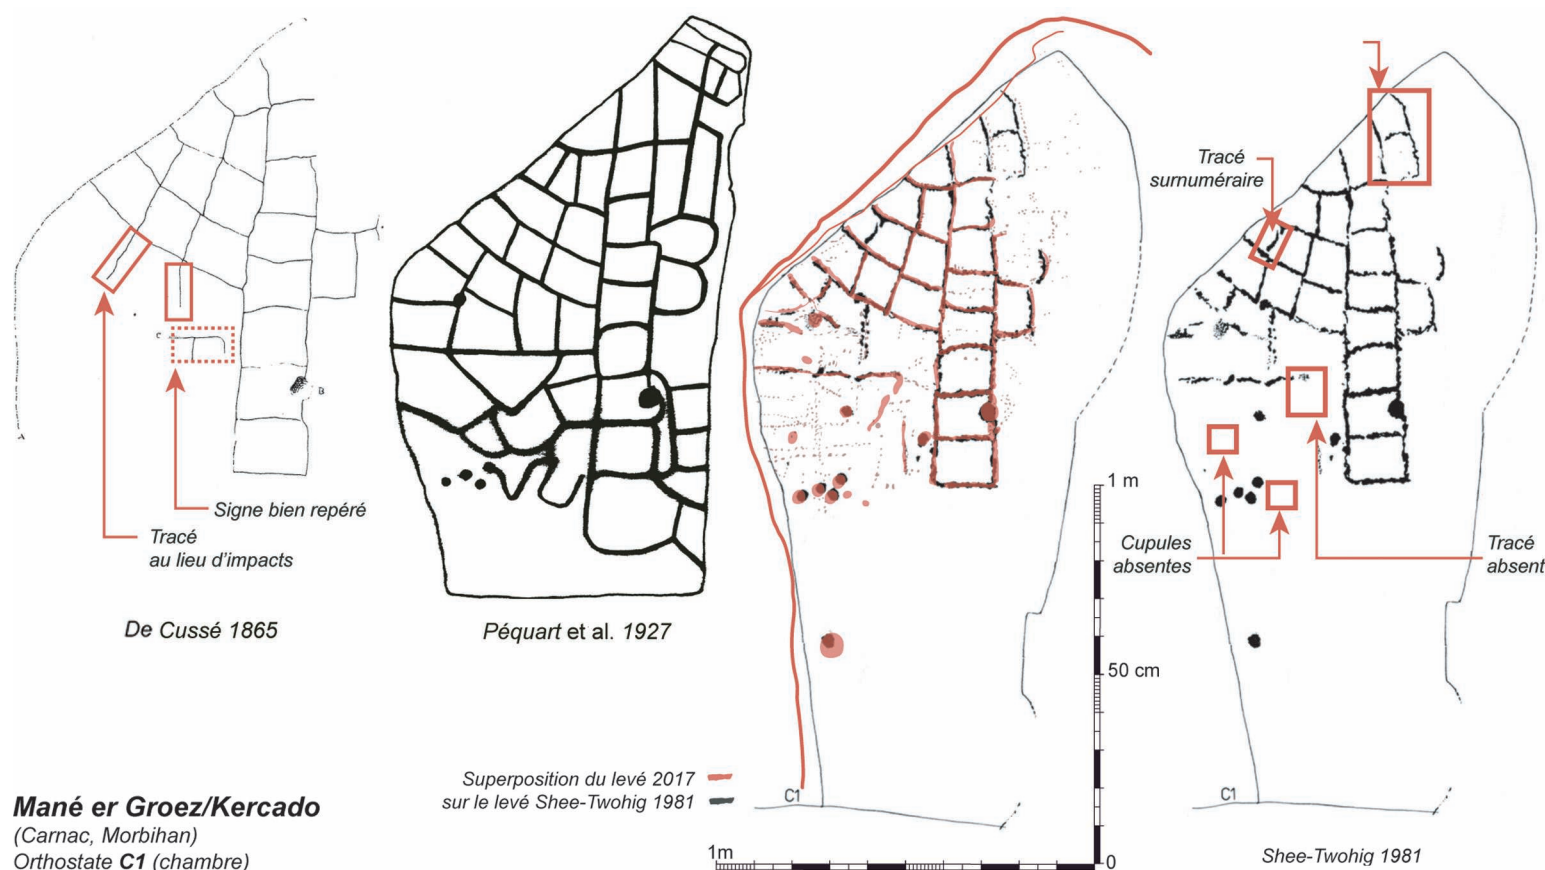 Tracé
surnuméraire
A
C
B
Signe bien repéré
Tracé
au lieu d'impacts
De Cussé 1865
Péquart et al. 1927
1 m
50 cm
0
1m
Cupules
absentes
Tracé
absent
Superposition du levé 2017
sur le levé Shee-Twohig 1981
C1
C1
Shee-Twohig 1981
Mané er Groez/Kercado
(Carnac, Morbihan)
Orthostate C1 (chambre)